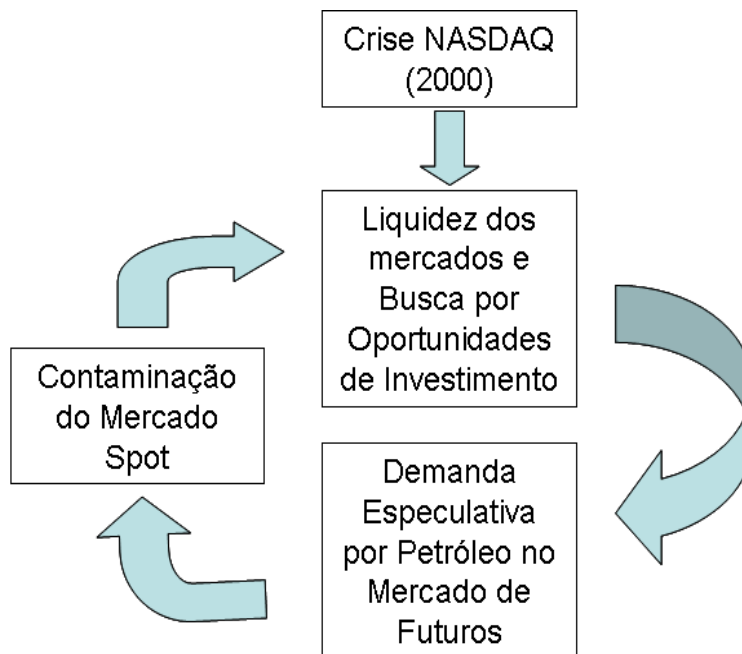 Crise NASDAQ
(2000)
Liquidez dos
mercados e
Busca por
Oportunidades
de Investimento
Contaminação
do Mercado
Spot
Demanda
Especulativa
por Petróleo no
Mercado de
Futuros